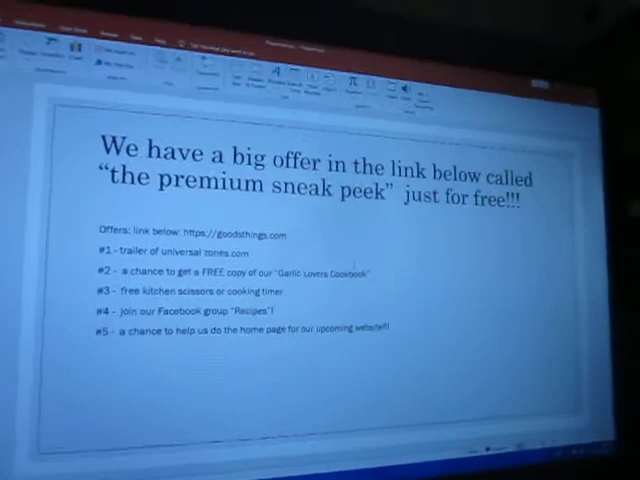 We have a big offer in the link below called
“the premium sneak peek” just for free!!!
Offers; link below: https://goodsthings.com
#1 - trailer of universal zones.com
#2 - a chance to get a FREE copy of our “Garlic Lovers Cookbook”
#3 - free kitchen scissors or cooking timer
#4 - join our Facebook group “Recipes”!
#5 - a chance to help us do the home page for our upcoming website!!!